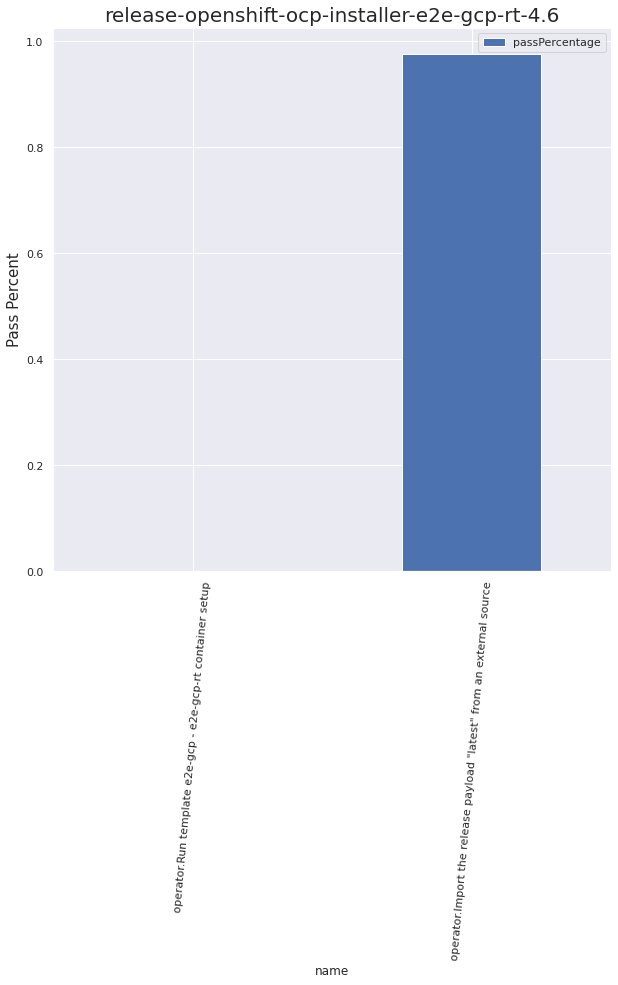 release-openshift-ocp-installer-e2e-gcp-rt-4.6
passPercentage
1.0
0.8
0.6
0.4
0.2
0.0
Pass Percent
operator.Run template e2e-gcp - e2e-gcp-rt container setup
operator.Import the release payload "latest" from an external source
name